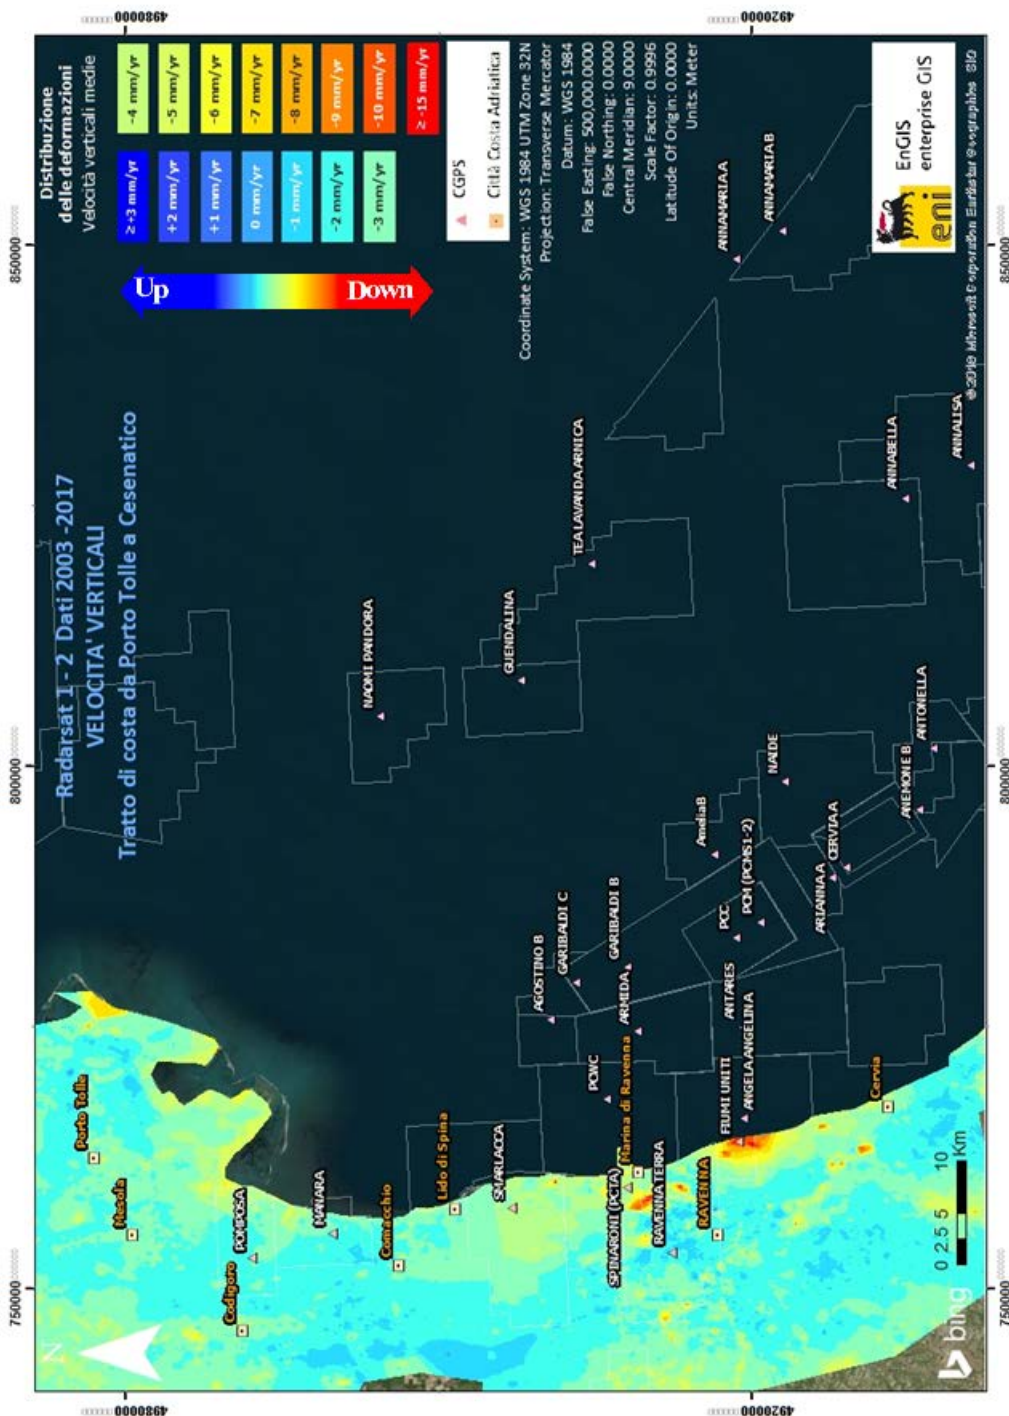 Radarsat 1 - 2 Dati 2003 -2017
VELOCITA' VERTICALI
Tratto di costa da Porto Tolle a Cesenatico
Distribuzione
delle deformazioni
Velocità verticali medie
≥ +3 mm/yr
+2 mm/yr
+1 mm/yr
0 mm/yr
-1 mm/yr
-2 mm/yr
-3 mm/yr
-4 mm/yr
-5 mm/yr
-6 mm/yr
-7 mm/yr
-8 mm/yr
-9 mm/yr
-10 mm/yr
≥ -15 mm/yr
Up
Down
CGPS
Città Costa Adriatica
Coordinate System: WGS 1984 UTM Zone 32N
Projection: Transverse Mercator
Datum: WGS 1984
False Easting: 500,000.0000
False Northing: 0.0000
Central Meridian: 9.0000
Scale Factor: 0.9996
Latitude Of Origin: 0.0000
Units: Meter
EnGIS
enterprise GIS
eni
750000
800000
850000
4980000
4920000
750000
800000
850000
4980000
4920000
N
Porto Tolle
Mesola
POMPOSA
Codigoro
MANARA
Comacchio
Lido di Spina
SMARLACCA
SPINARONI (PCTA)
Marina di Ravenna
RAVENNA TERRA
RAVENNA
FIUMI UNITI
ANGELA ANGELINA
ANTARES
Cervia
PCWC
ARMIDA
AGOSTINO B
GARIBALDI C
GARIBALDI B
PCC
PCM (PCMS1-2)
Amelia B
NAIDE
ARIANNA A
CERVIA A
ANEMONE B
ANTONELLA
NAOMI PANDORA
GUENDALINA
TEA LAVANDA ARNICA
ANNABELLA
ANNALISA
ANNAMARIA A
ANNAMARIA B
0 2.5 5 10
Km
bing